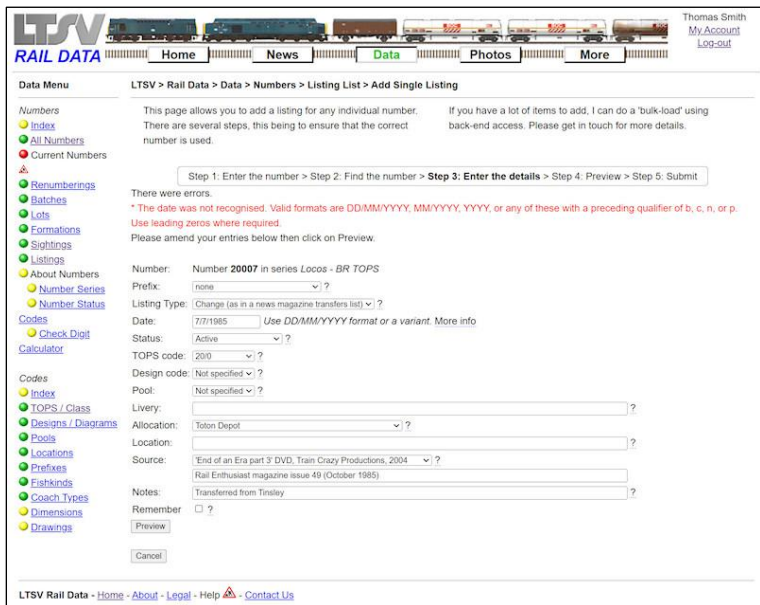 LTSV
RAIL DATA
Home
News
Data
Photos
More
Thomas Smith
My Account
Log-out
Data Menu
Numbers
Index
All Numbers
Current Numbers
Renumberings
Batches
Lots
Formations
Sightings
Listings
About Numbers
Number Series
Number Status
Codes
Check Digit
Calculator
Codes
Index
TOPS / Class
Designs / Diagrams
Pools
Locations
Prefixes
Fishkinds
Coach Types
Dimensions
Drawings
LTSV > Rail Data > Data > Numbers > Listing List > Add Single Listing
This page allows you to add a listing for any individual number.
There are several steps, this being to ensure that the correct
number is used.
If you have a lot of items to add, I can do a 'bulk-load' using
back-end access. Please get in touch for more details.
Step 1: Enter the number > Step 2: Find the number > Step 3: Enter the details > Step 4: Preview > Step 5: Submit
There were errors.
* The date was not recognised. Valid formats are DD/MM/YYYY, MM/YYYY, YYYY, or any of these with a preceding qualifier of b, c, n, or p.
Use leading zeros where required.
Please amend your entries below then click on Preview.
Number: Number 20007 in series Locos - BR TOPS
Prefix: none ?
Listing Type: Change (as in a news magazine transfers list) ?
Date: 7/7/1985 Use DD/MM/YYYY format or a variant. More info
Status: Active ?
TOPS code: 20/0 ?
Design code: Not specified ?
Pool: Not specified ?
Livery: ?
Allocation: Toton Depot ?
Location: ?
Source: 'End of an Era part 3' DVD, Train Crazy Productions, 2004 ?
Rail Enthusiast magazine issue 49 (October 1985)
Notes: Transferred from Tinsley ?
Remember ?
Preview
Cancel
LTSV Rail Data - Home - About - Legal - Help - Contact Us